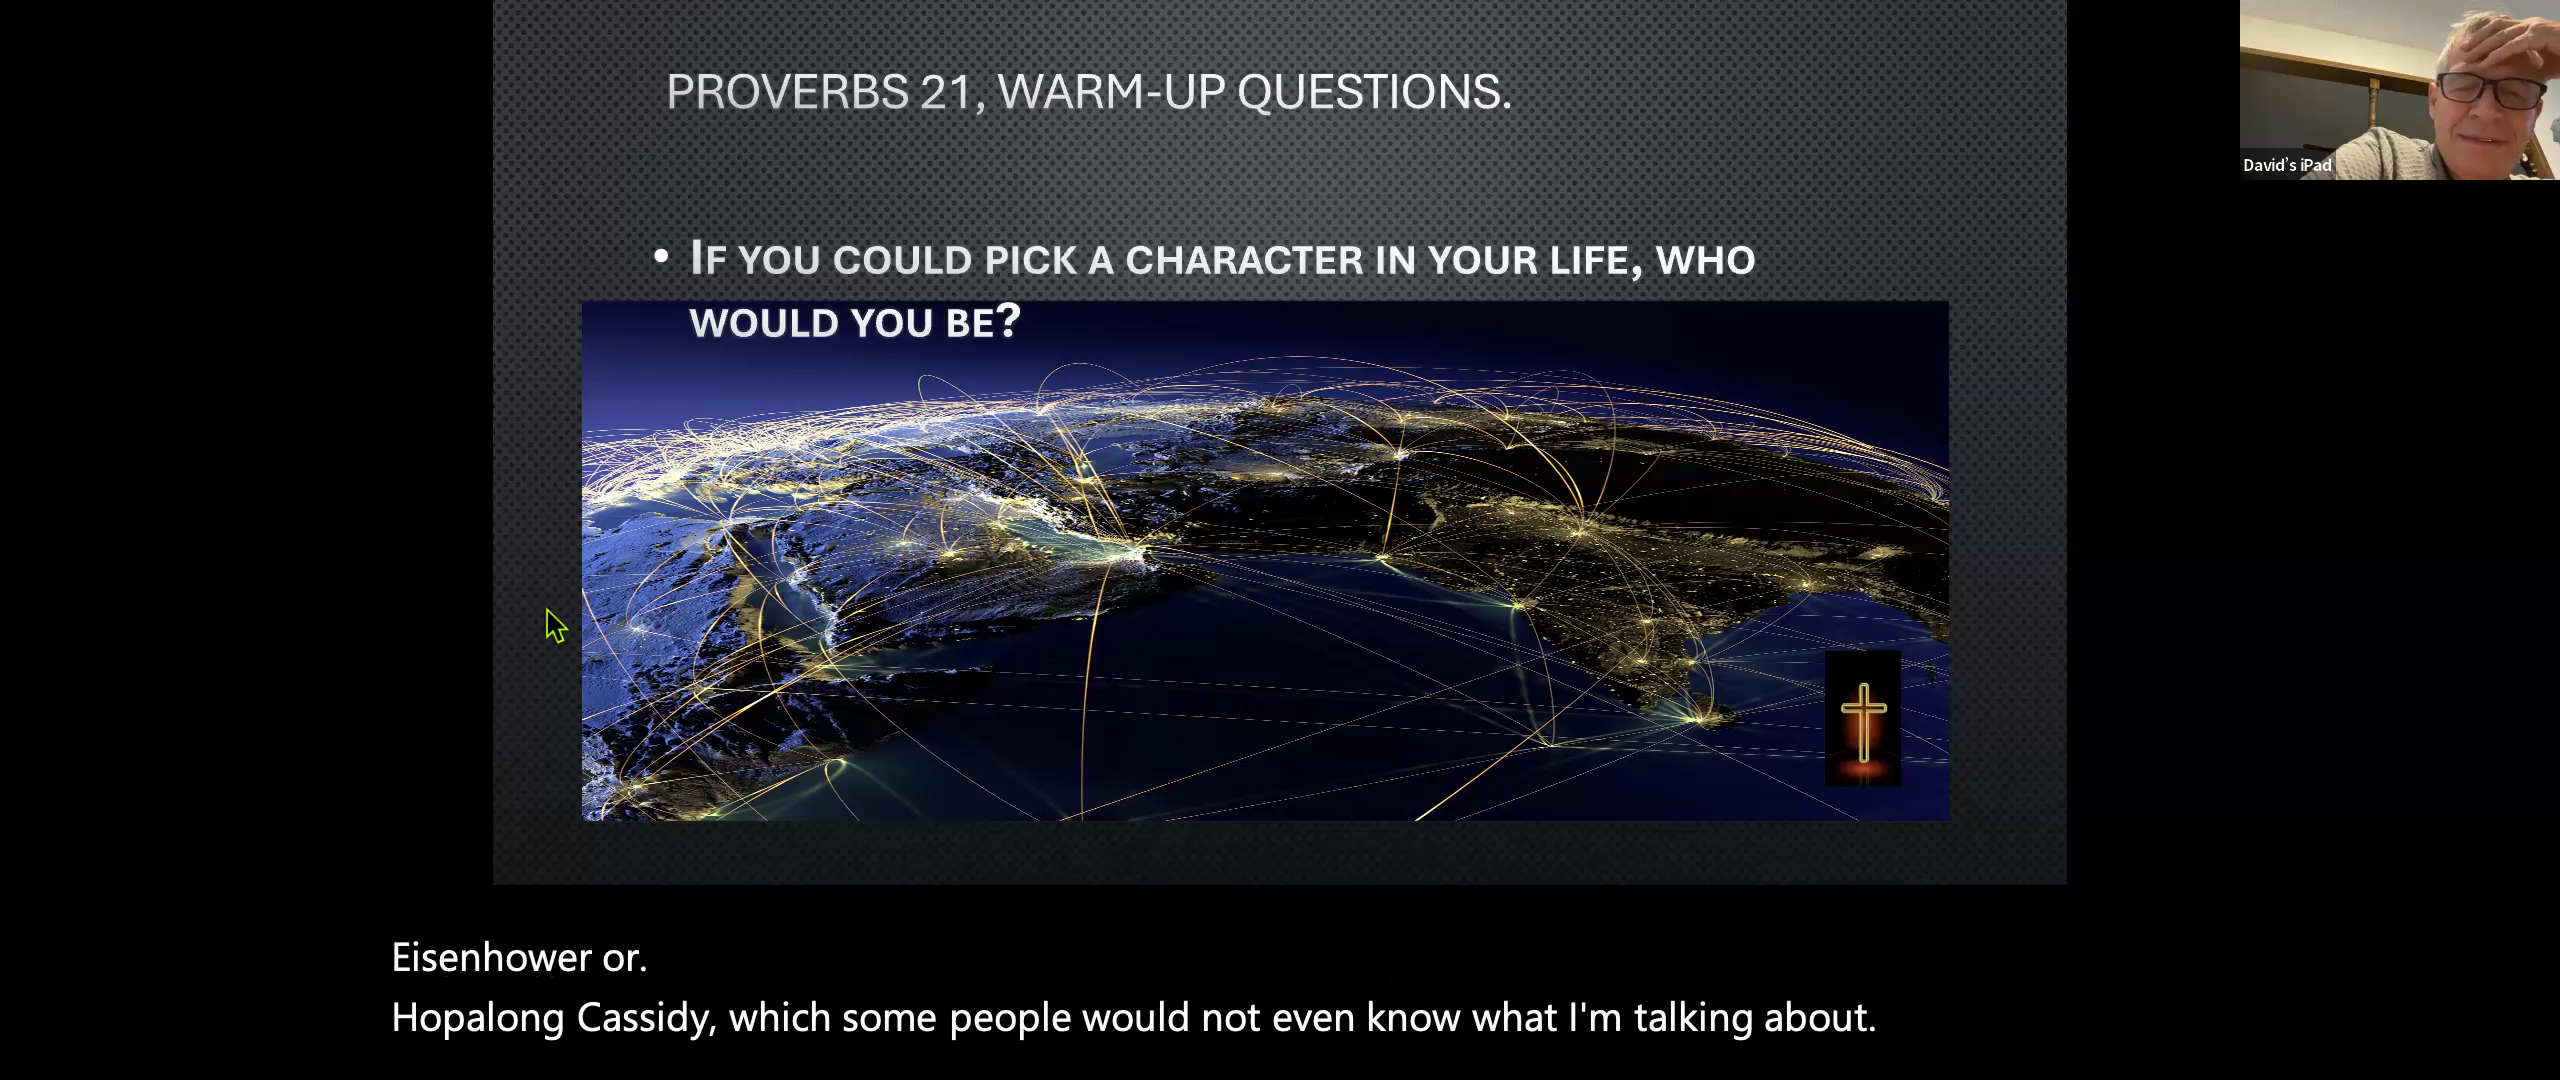 PROVERBS 21, WARM-UP QUESTIONS.
• IF YOU COULD PICK A CHARACTER IN YOUR LIFE, WHO
WOULD YOU BE?
David's iPad
Eisenhower or.
Hopalong Cassidy, which some people would not even know what I'm talking about.